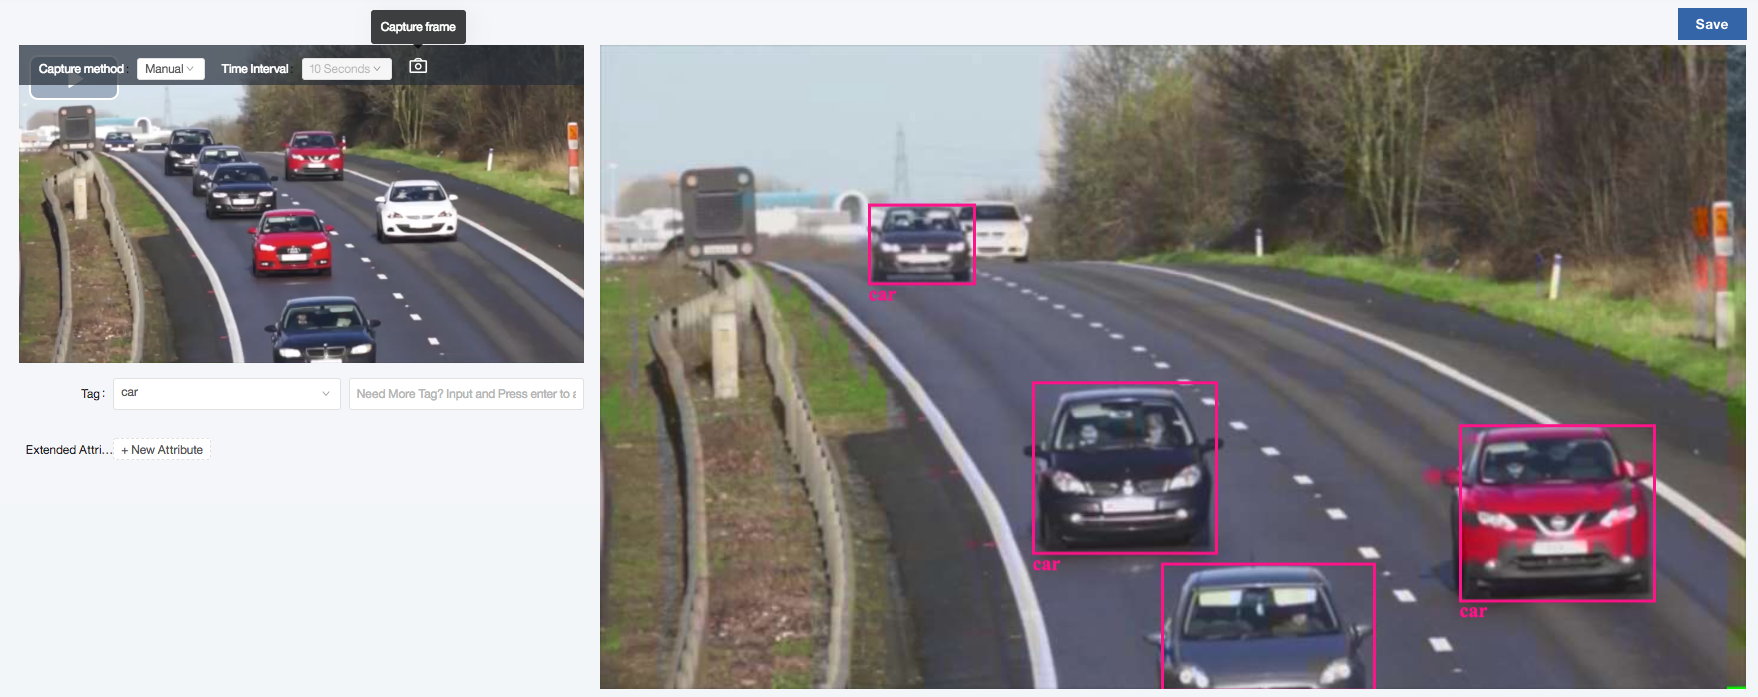 Capture frame
Save
Capture method :
Manual
Time Interval
10 Seconds
car
car
car
Tag :
car
Need More Tag? Input and Press enter to a
Extended Attri...
+ New Attribute